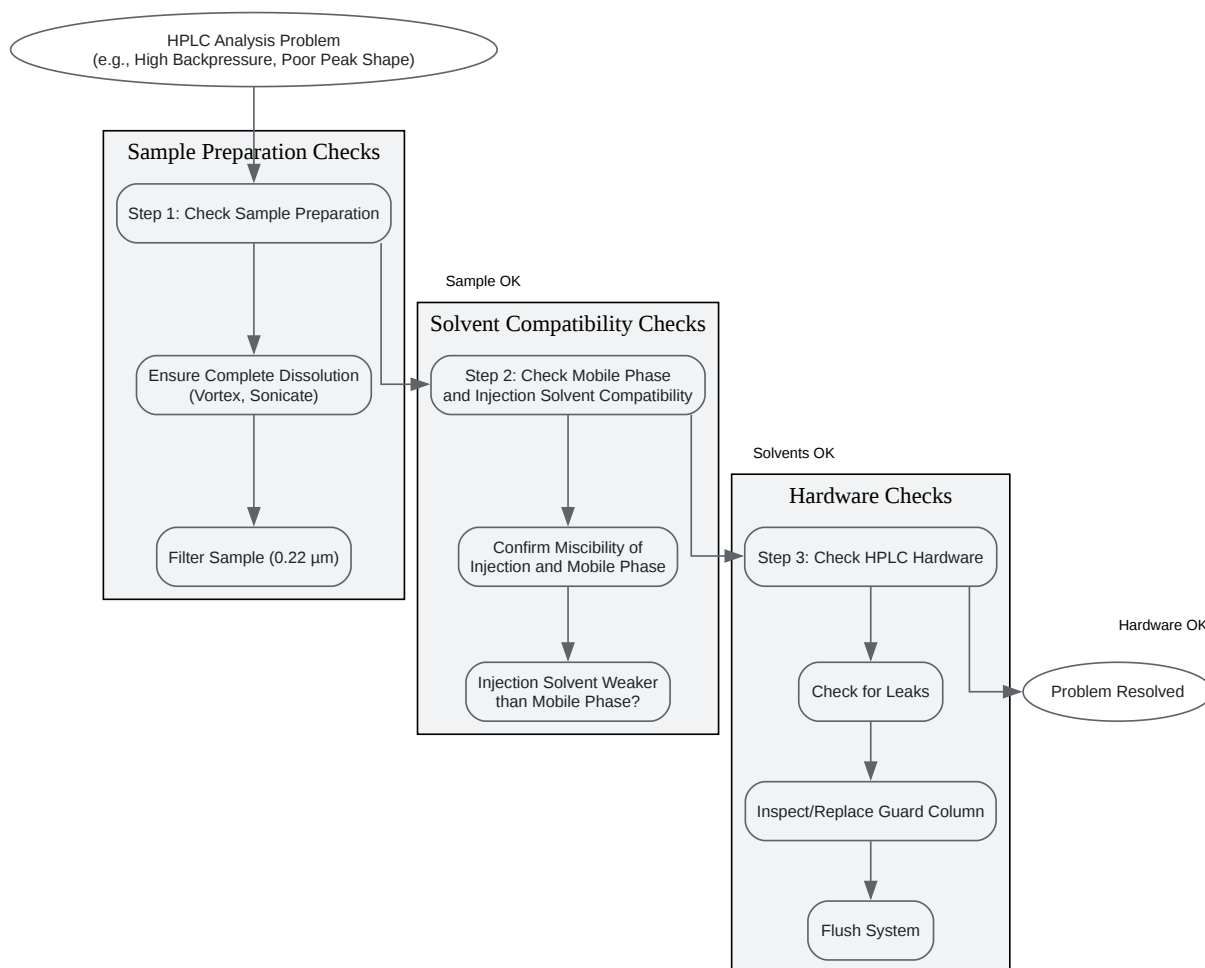 HPLC Analysis Problem
(e.g., High Backpressure, Poor Peak Shape)
Sample Preparation Checks
Step 1: Check Sample Preparation
Ensure Complete Dissolution
(Vortex, Sonicate)
Filter Sample (0.22 µm)
Sample OK
Solvent Compatibility Checks
Step 2: Check Mobile Phase
and Injection Solvent Compatibility
Confirm Miscibility of
Injection and Mobile Phase
Injection Solvent Weaker
than Mobile Phase?
Solvents OK
Hardware Checks
Step 3: Check HPLC Hardware
Check for Leaks
Inspect/Replace Guard Column
Flush System
Hardware OK
Problem Resolved